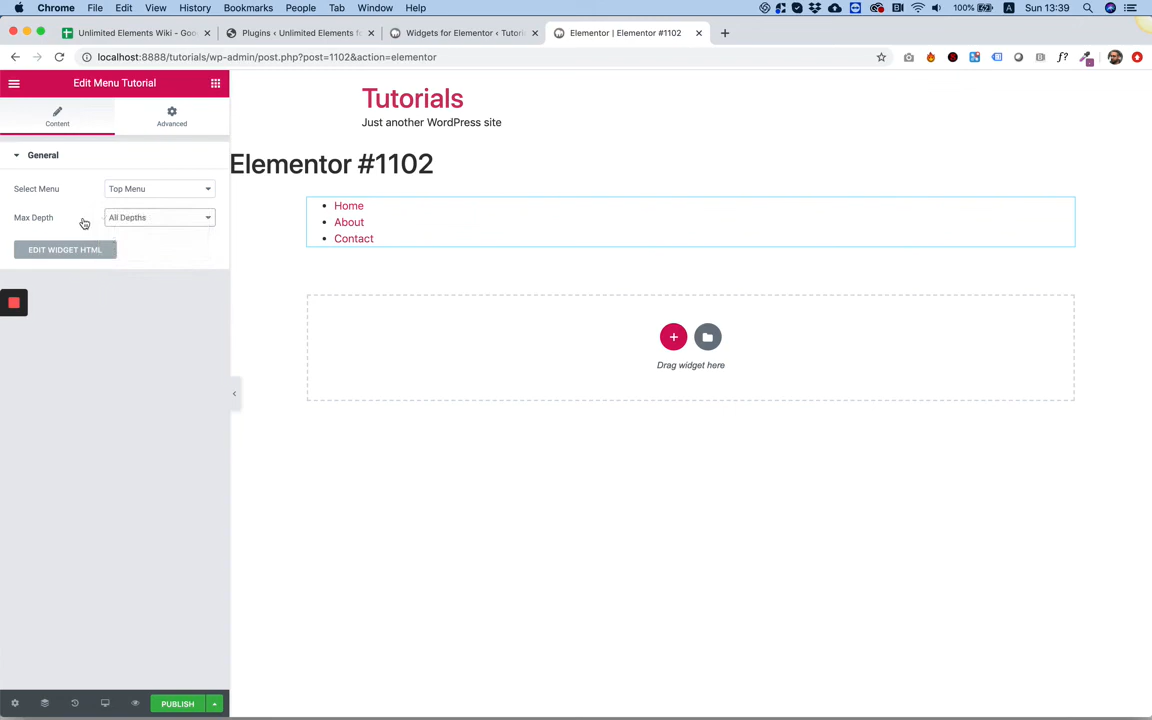 Chrome File Edit View History Bookmarks People Tab Window Help
100% A Sun 13:39
Unlimited Elements Wiki - Goo
Plugins ‹ Unlimited Elements fo
Widgets for Elementor ‹ Tutori
Elementor | Elementor #1102
localhost:8888/tutorials/wp-admin/post.php?post=1102&action=elementor
f?
Edit Menu Tutorial
Content
Advanced
General
Select Menu
Top Menu
Max Depth
All Depths
EDIT WIDGET HTML
PUBLISH
Tutorials
Just another WordPress site
Elementor #1102
Home
About
Contact
Drag widget here